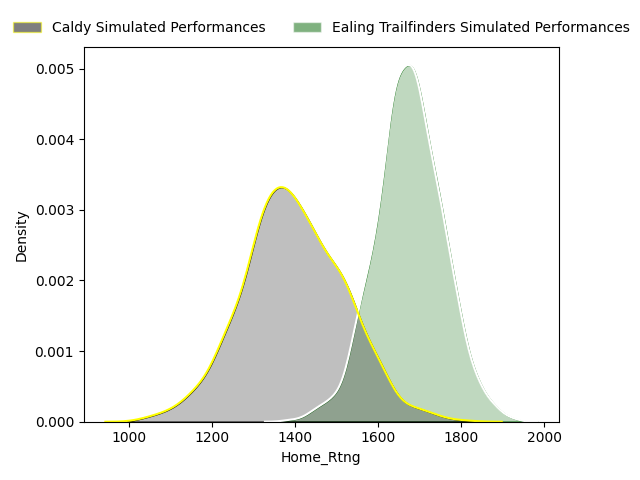 Caldy Simulated Performances
Ealing Trailfinders Simulated Performances
0.005
0.004
0.003
0.002
0.001
0.000
Density
1000 1200 1400 1600 1800 2000
Home_Rtng